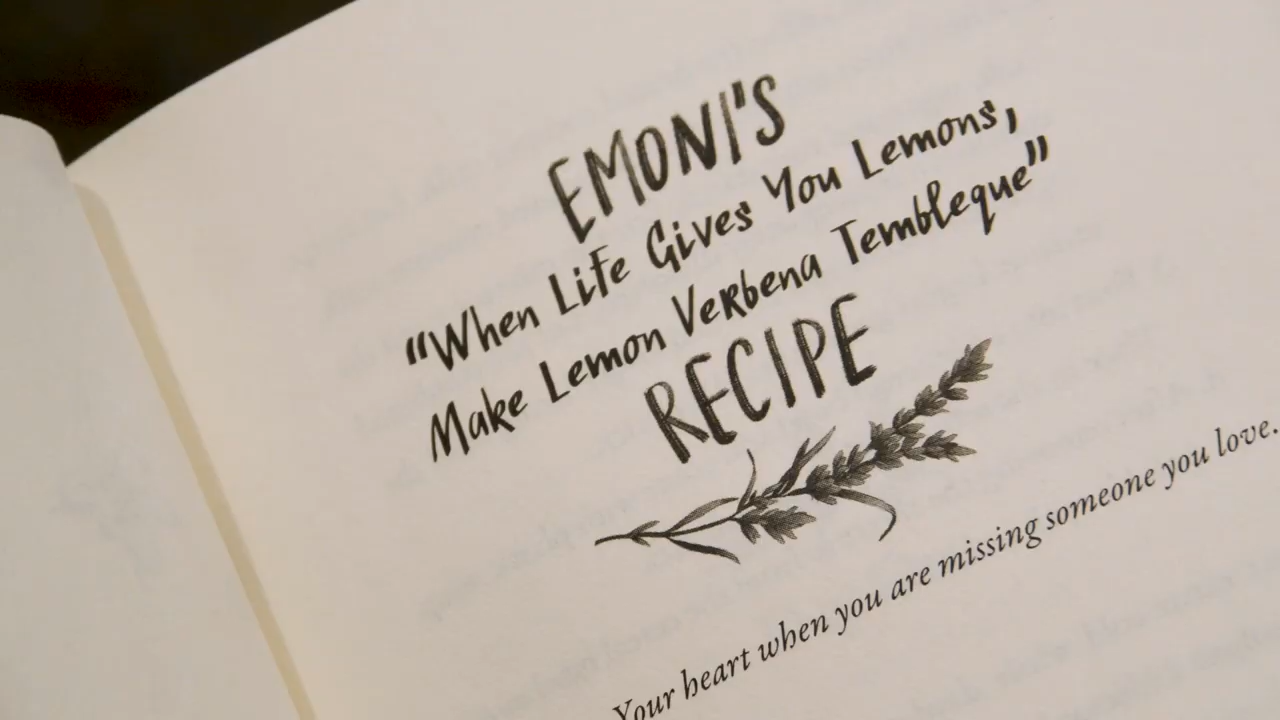 EMONI'S
“When Life Gives You Lemons,
Make Lemon Verbena Tembleque”
RECIPE
Your heart when you are missing someone you love.